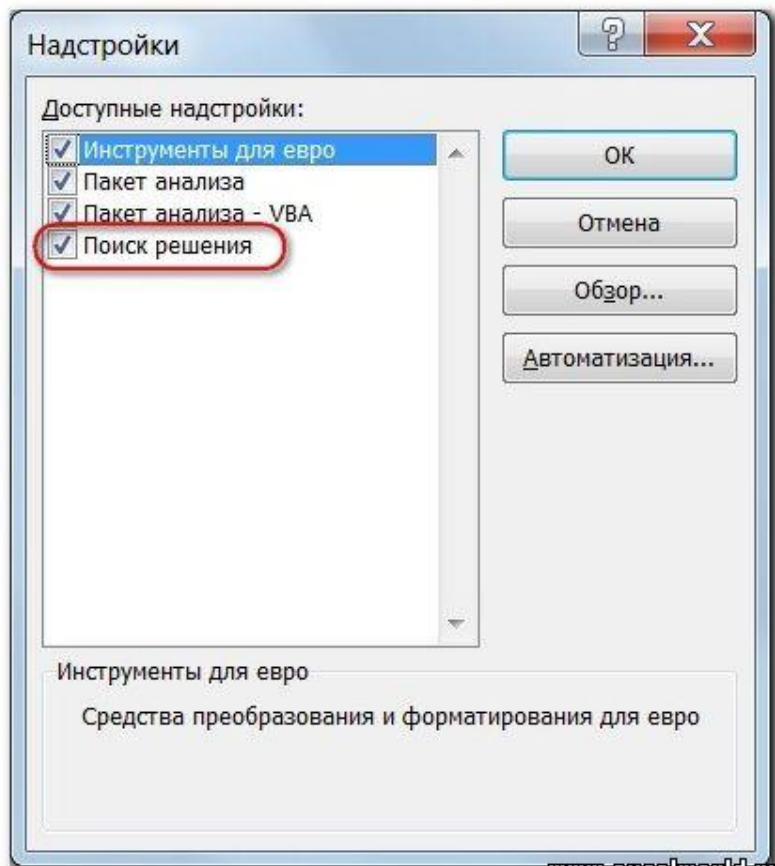 Надстройки
Доступные надстройки:
Инструменты для евро
Пакет анализа
Пакет анализа - VBA
Поиск решения
ОК
Отмена
Обзор...
Автоматизация...
Инструменты для евро
Средства преобразования и форматирования для евро